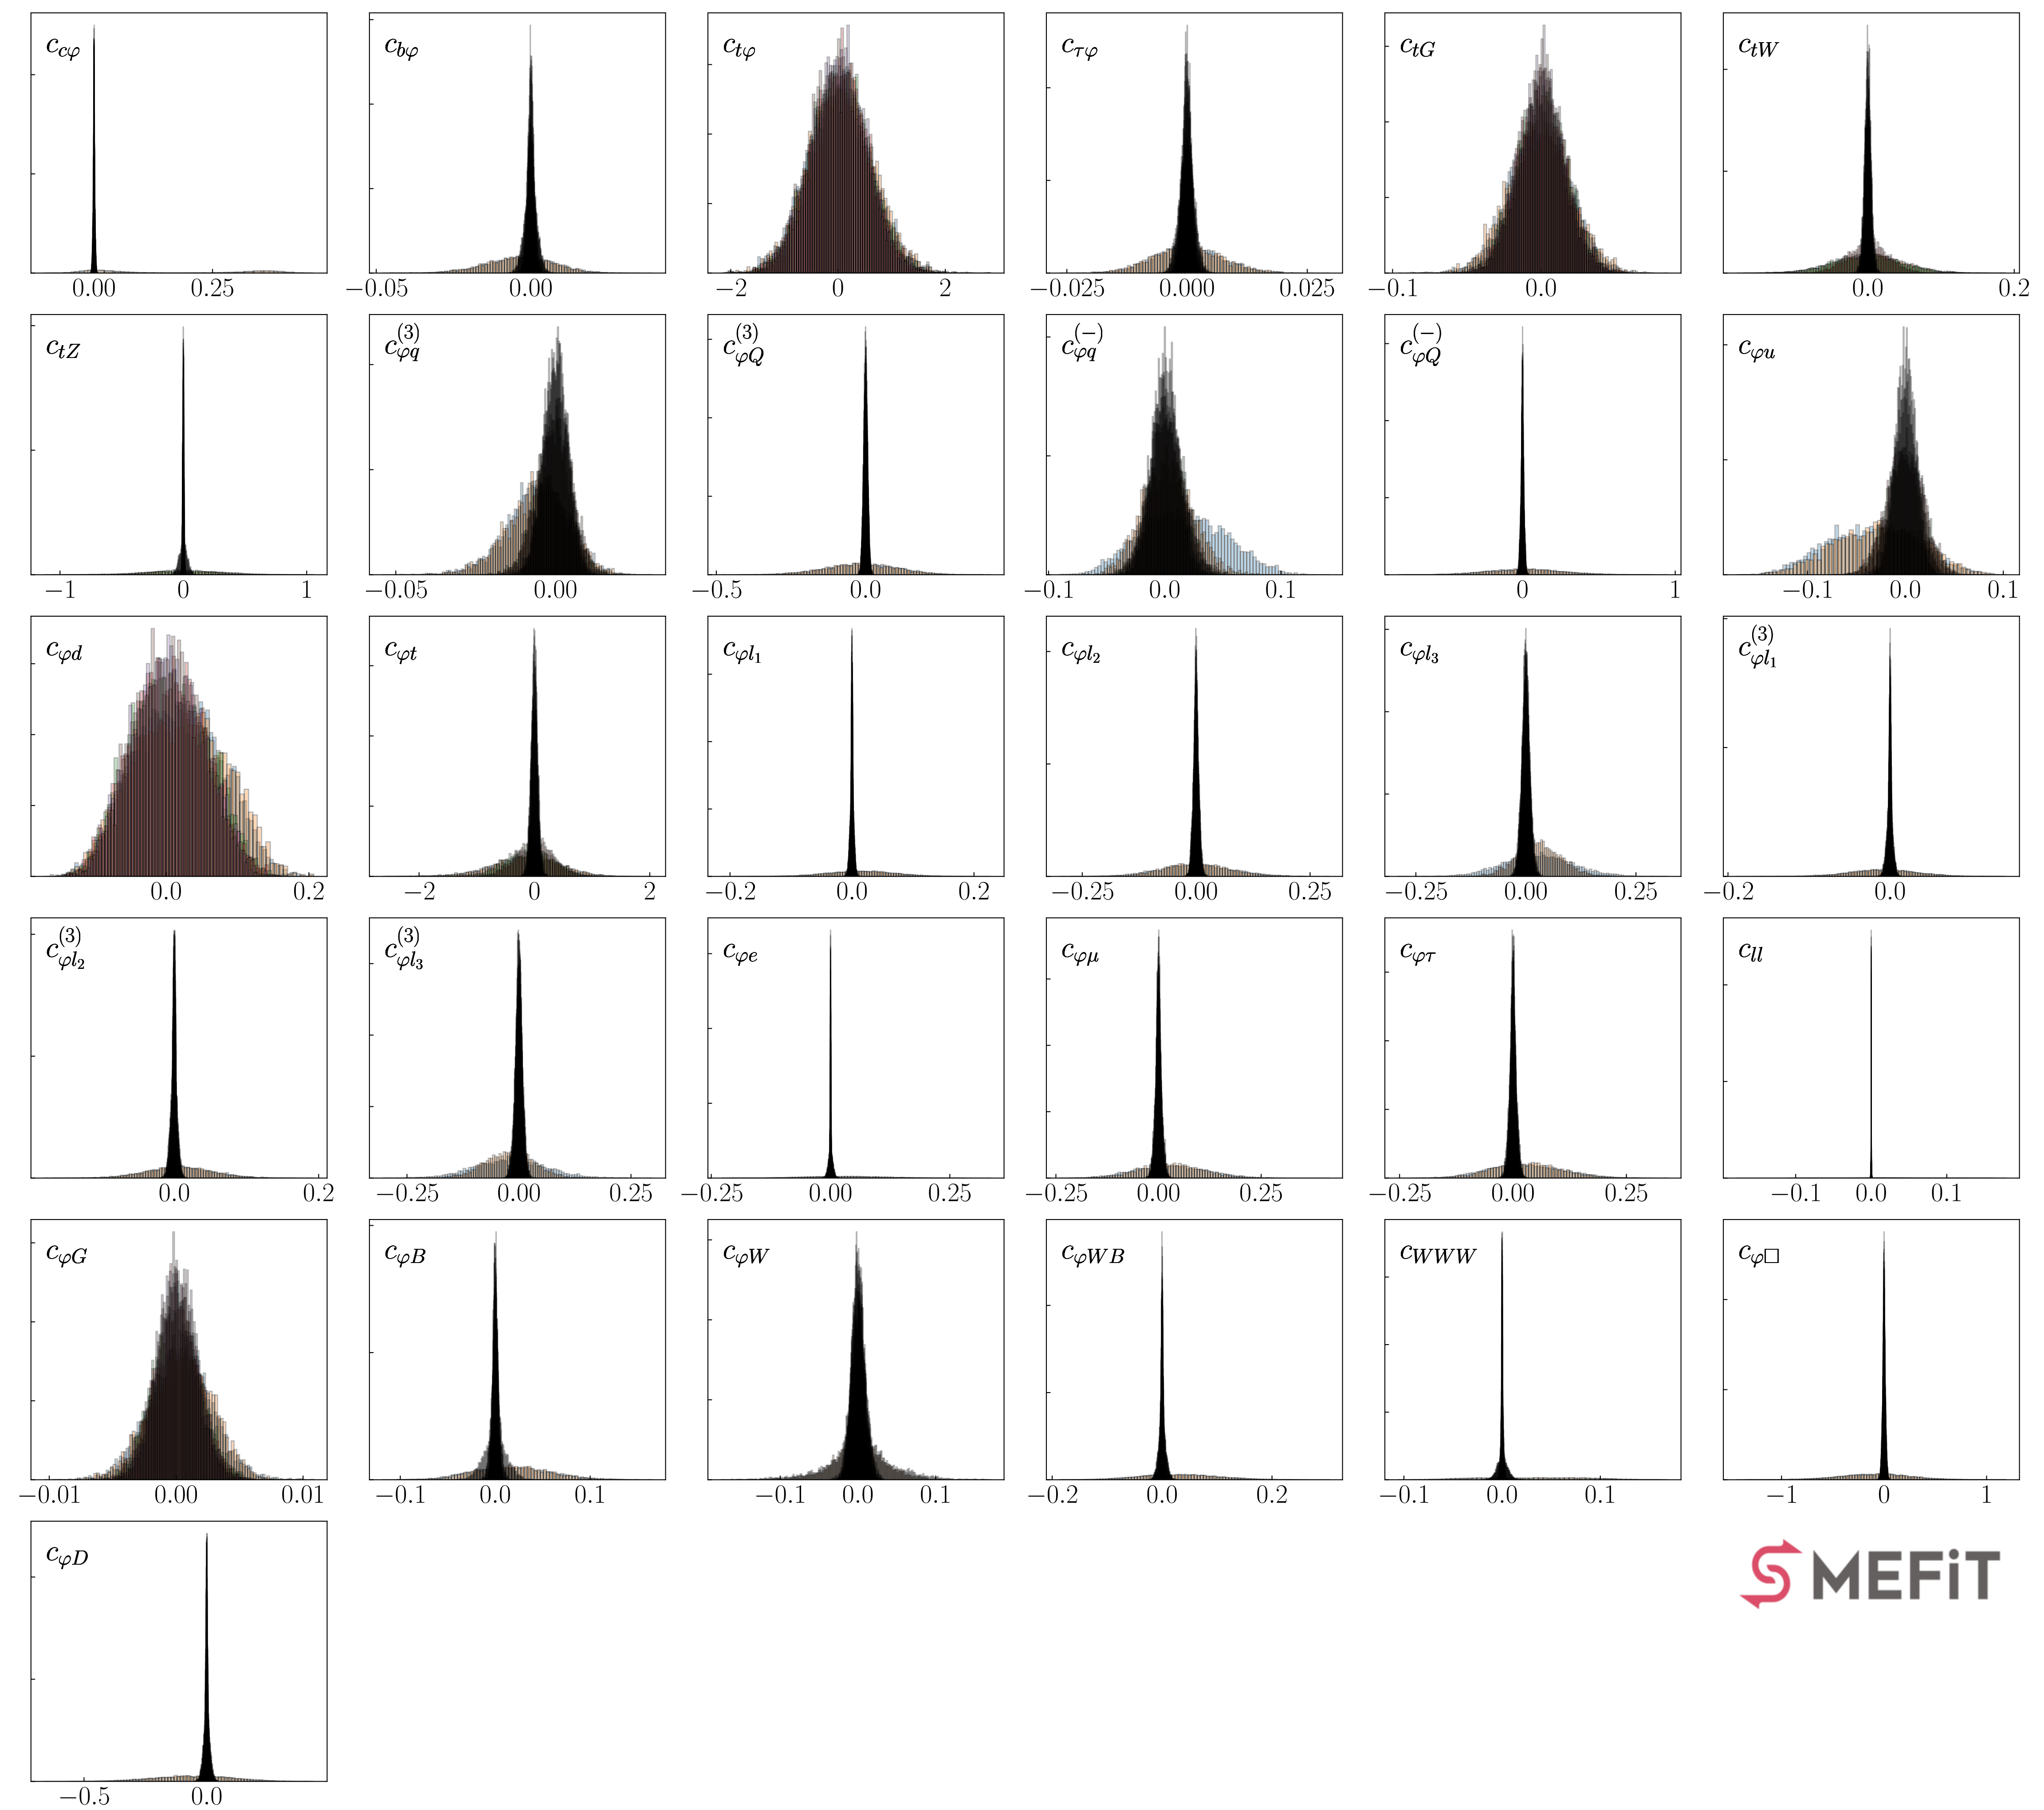 c_{cφ} c_{bφ} c_{tφ} c_{τφ} c_{tG} c_{tW}
0.00 0.25 −0.05 0.00 −2 0 2 −0.025 0.000 0.025 −0.1 0.0 0.0 0.2
c_{tZ} c_{φq}^{(3)} c_{φQ}^{(3)} c_{φq}^{(−)} c_{φQ}^{(−)} c_{φu}
−1 0 1 −0.05 0.00 −0.5 0.0 −0.1 0.0 0.1 0 1 −0.1 0.0 0.1
c_{φd} c_{φt} c_{φl_1} c_{φl_2} c_{φl_3} c_{φl_1}^{(3)}
0.0 0.2 −2 0 2 −0.2 0.0 0.2 −0.25 0.00 0.25 −0.25 0.00 0.25 −0.2 0.0
c_{φl_2}^{(3)} c_{φl_3}^{(3)} c_{φe} c_{φμ} c_{φτ} c_{ll}
0.0 0.2 −0.25 0.00 0.25 −0.25 0.00 0.25 −0.25 0.00 0.25 −0.25 0.00 0.25 −0.1 0.0 0.1
c_{φG} c_{φB} c_{φW} c_{φWB} c_{WWW} c_{φ□}
−0.01 0.00 0.01 −0.1 0.0 0.1 −0.1 0.0 0.1 −0.2 0.0 0.2 −0.1 0.0 0.1 −1 0 1
c_{φD}
SMEFiT
−0.5 0.0